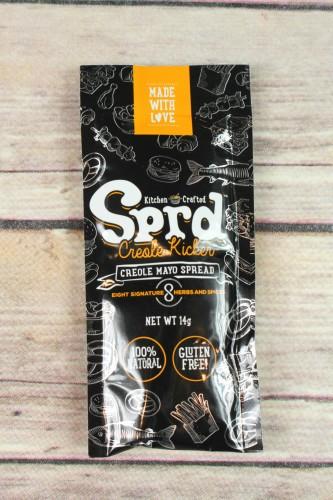 MADE
WITH
LOVE
Kitchen Crafted
Sprd
Creole Kicker
CREOLE MAYO SPREAD
EIGHT SIGNATURE 8 HERBS AND SPICES
NET WT 14g
100%
NATURAL
GLUTEN
FREE!